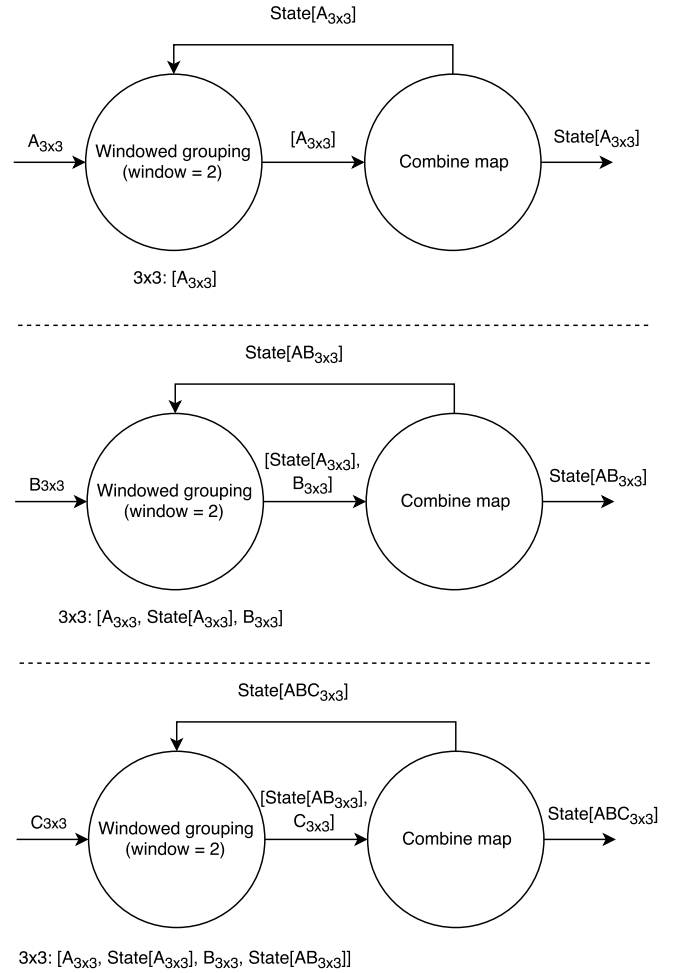 State[A3x3]
A3x3
Windowed grouping
(window = 2)
[A3x3]
Combine map
State[A3x3]
3x3: [A3x3]
State[AB3x3]
B3x3
Windowed grouping
(window = 2)
[State[A3x3],
B3x3]
Combine map
State[AB3x3]
3x3: [A3x3, State[A3x3], B3x3]
State[ABC3x3]
C3x3
Windowed grouping
(window = 2)
[State[AB3x3],
C3x3]
Combine map
State[ABC3x3]
3x3: [A3x3, State[A3x3], B3x3, State[AB3x3]]